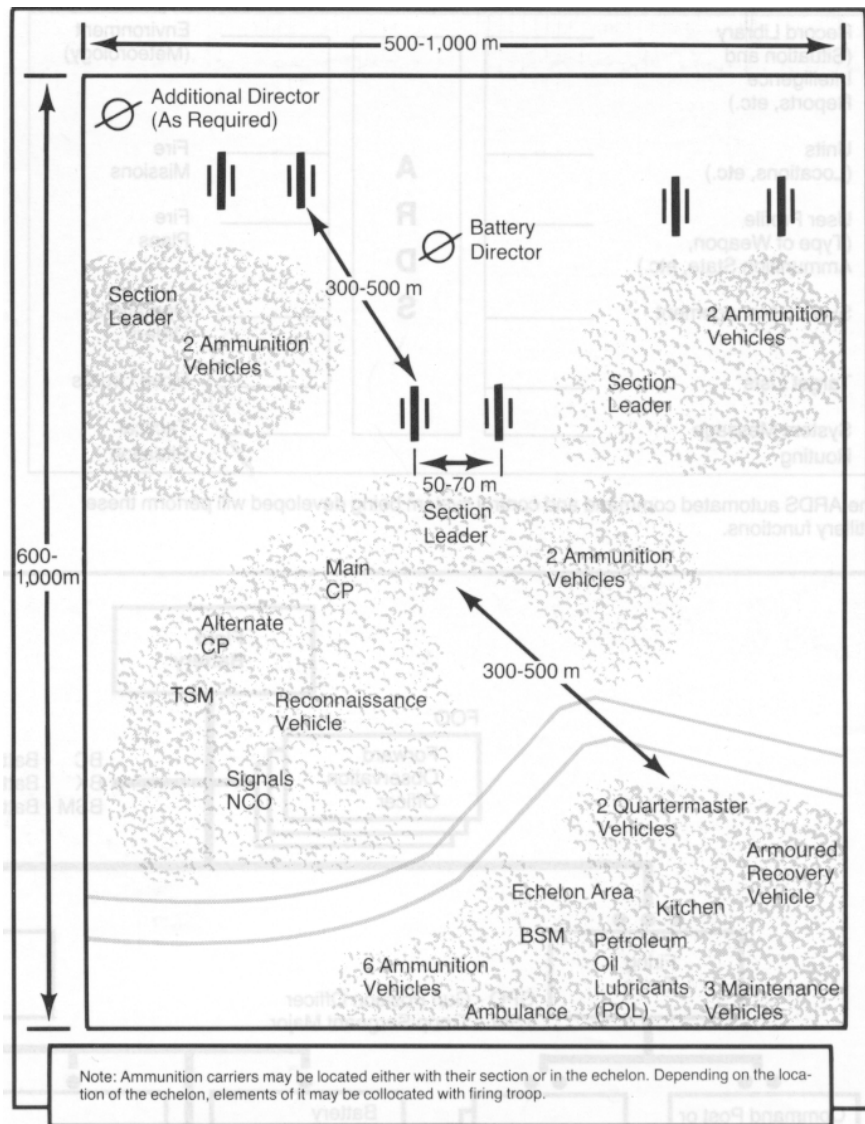 500-1,000 m
Additional Director
(As Required)
Battery
Director
300-500 m
Section
Leader
2 Ammunition
Vehicles
2 Ammunition
Vehicles
Section
Leader
50-70 m
Section
Leader
600-
1,000m
Main
CP
2 Ammunition
Vehicles
Alternate
CP
300-500 m
TSM
Reconnaissance
Vehicle
Signals
NCO
2 Quartermaster
Vehicles
Armoured
Recovery
Vehicle
Echelon Area
Kitchen
BSM
Petroleum
Oil
Lubricants
(POL)
6 Ammunition
Vehicles
3 Maintenance
Vehicles
Ambulance
Note: Ammunition carriers may be located either with their section or in the echelon. Depending on the loca-
tion of the echelon, elements of it may be collocated with firing troop.